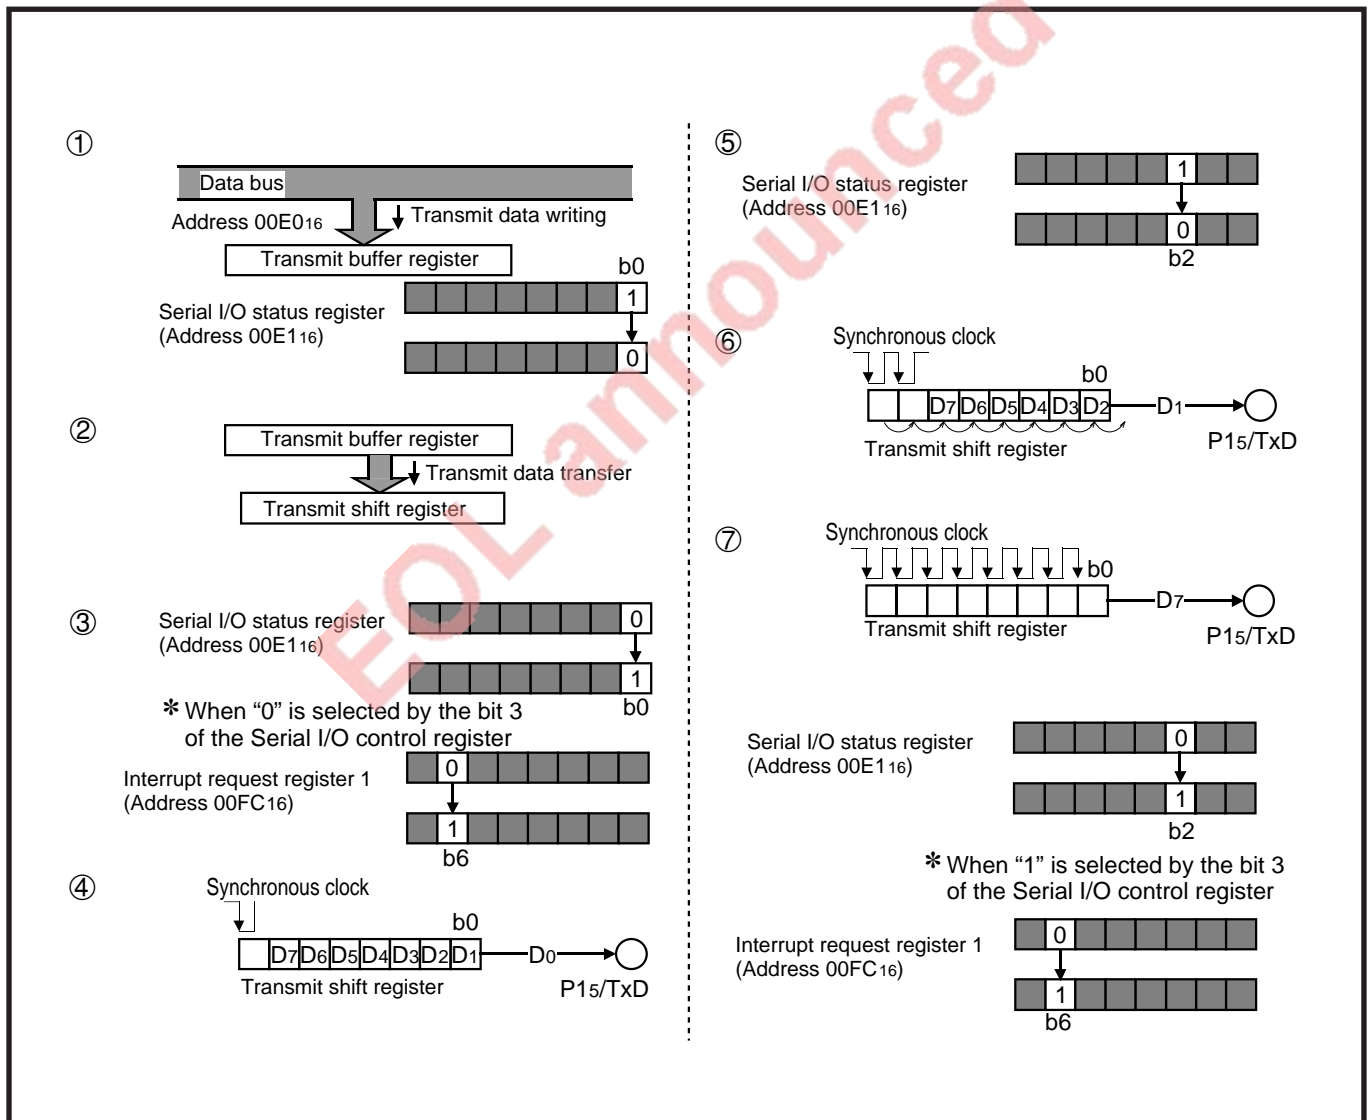 ①
Data bus
Address 00E016
Transmit data writing
Transmit buffer register
b0
Serial I/O status register
(Address 00E116)
1
0
②
Transmit buffer register
Transmit data transfer
Transmit shift register
③
Serial I/O status register
(Address 00E116)
0
1
b0
* When “0” is selected by the bit 3
of the Serial I/O control register
Interrupt request register 1
(Address 00FC16)
0
1
b6
④
Synchronous clock
b0
D7 D6 D5 D4 D3 D2 D1 D0
Transmit shift register
P15/TxD
⑤
Serial I/O status register
(Address 00E116)
1
0
b2
⑥
Synchronous clock
b0
D7 D6 D5 D4 D3 D2 D1
Transmit shift register
P15/TxD
⑦
Synchronous clock
b0
D7
Transmit shift register
P15/TxD
Serial I/O status register
(Address 00E116)
0
1
b2
* When “1” is selected by the bit 3
of the Serial I/O control register
Interrupt request register 1
(Address 00FC16)
0
1
b6
EOL announced